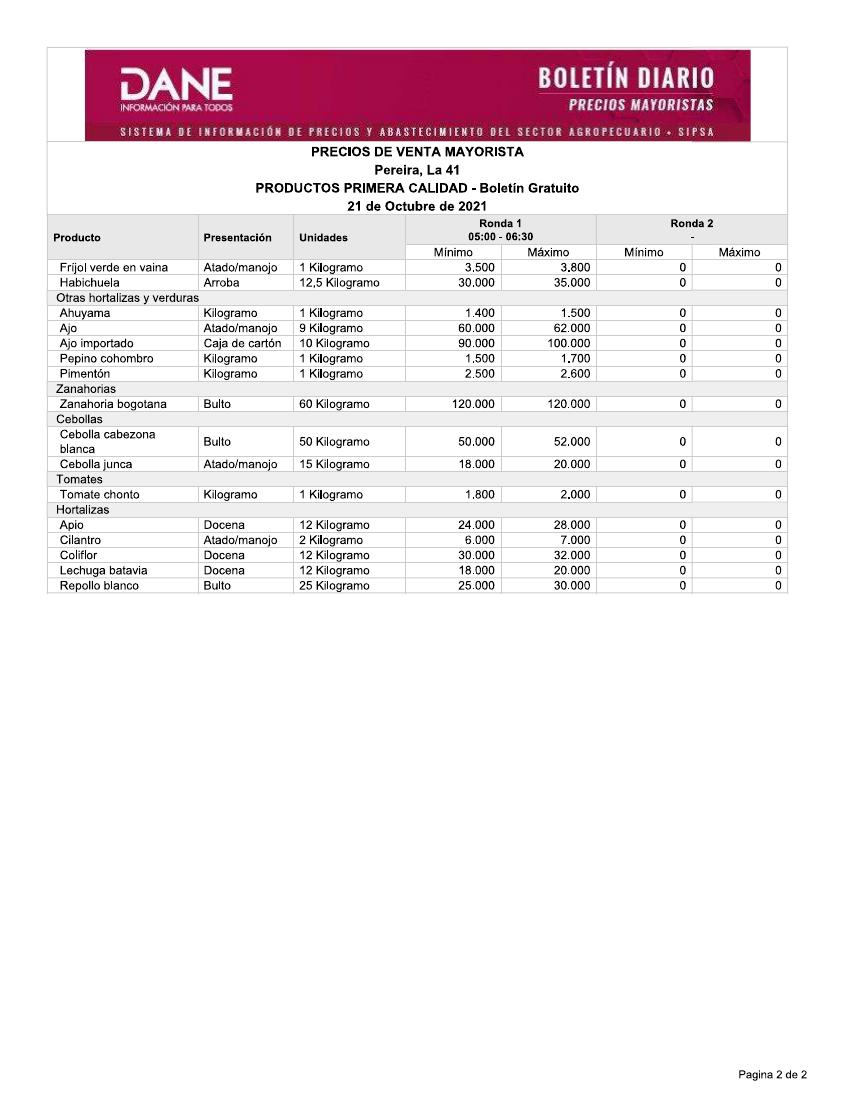 DANE
INFORMACIÓN PARA TODOS
BOLETÍN DIARIO
PRECIOS MAYORISTAS
SISTEMA DE INFORMACIÓN DE PRECIOS Y ABASTECIMIENTO DEL SECTOR AGROPECUARIO • SIPSA
PRECIOS DE VENTA MAYORISTA
Pereira, La 41
PRODUCTOS PRIMERA CALIDAD - Boletín Gratuito
21 de Octubre de 2021
Producto Presentación Unidades Ronda 1 Ronda 2
05:00 - 06:30 -
Mínimo Máximo Mínimo Máximo
Fríjol verde en vaina Atado/manojo 1 Kilogramo 3.500 3.800 0 0
Habichuela Arroba 12,5 Kilogramo 30.000 35.000 0 0
Otras hortalizas y verduras
Ahuyama Kilogramo 1 Kilogramo 1.400 1.500 0 0
Ajo Atado/manojo 9 Kilogramo 60.000 62.000 0 0
Ajo importado Caja de cartón 10 Kilogramo 90.000 100.000 0 0
Pepino cohombro Kilogramo 1 Kilogramo 1.500 1.700 0 0
Pimentón Kilogramo 1 Kilogramo 2.500 2.600 0 0
Zanahorias
Zanahoria bogotana Bulto 60 Kilogramo 120.000 120.000 0 0
Cebollas
Cebolla cabezona
blanca Bulto 50 Kilogramo 50.000 52.000 0 0
Cebolla junca Atado/manojo 15 Kilogramo 18.000 20.000 0 0
Tomates
Tomate chonto Kilogramo 1 Kilogramo 1.800 2.000 0 0
Hortalizas
Apio Docena 12 Kilogramo 24.000 28.000 0 0
Cilantro Atado/manojo 2 Kilogramo 6.000 7.000 0 0
Coliflor Docena 12 Kilogramo 30.000 32.000 0 0
Lechuga batavia Docena 12 Kilogramo 18.000 20.000 0 0
Repollo blanco Bulto 25 Kilogramo 25.000 30.000 0 0
Pagina 2 de 2